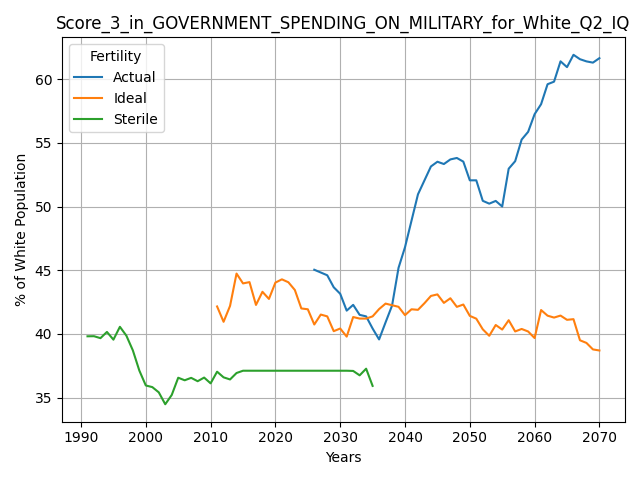 Score_3_in_GOVERNMENT_SPENDING_ON_MILITARY_for_White_Q2_IQ
Fertility
Actual
Ideal
Sterile
% of White Population
60
55
50
45
40
35
1990 2000 2010 2020 2030 2040 2050 2060 2070
Years